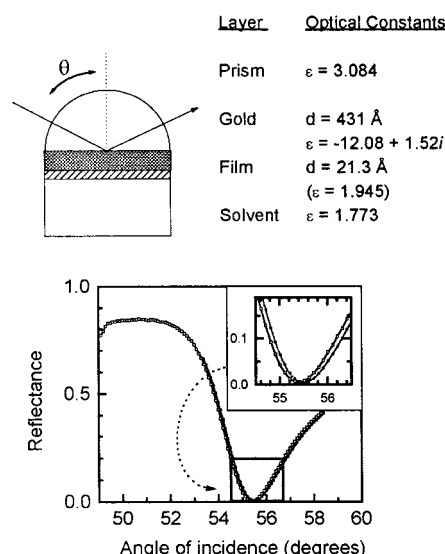 θ
Layer Optical Constants
Prism ε = 3.084
Gold d = 431 Å
ε = -12.08 + 1.52i
Film d = 21.3 Å
(ε = 1.945)
Solvent ε = 1.773
1.0
0.5
0.0
Reflectance
0.1
0.0
55 56
50 52 54 56 58 60
Angle of incidence (degrees)